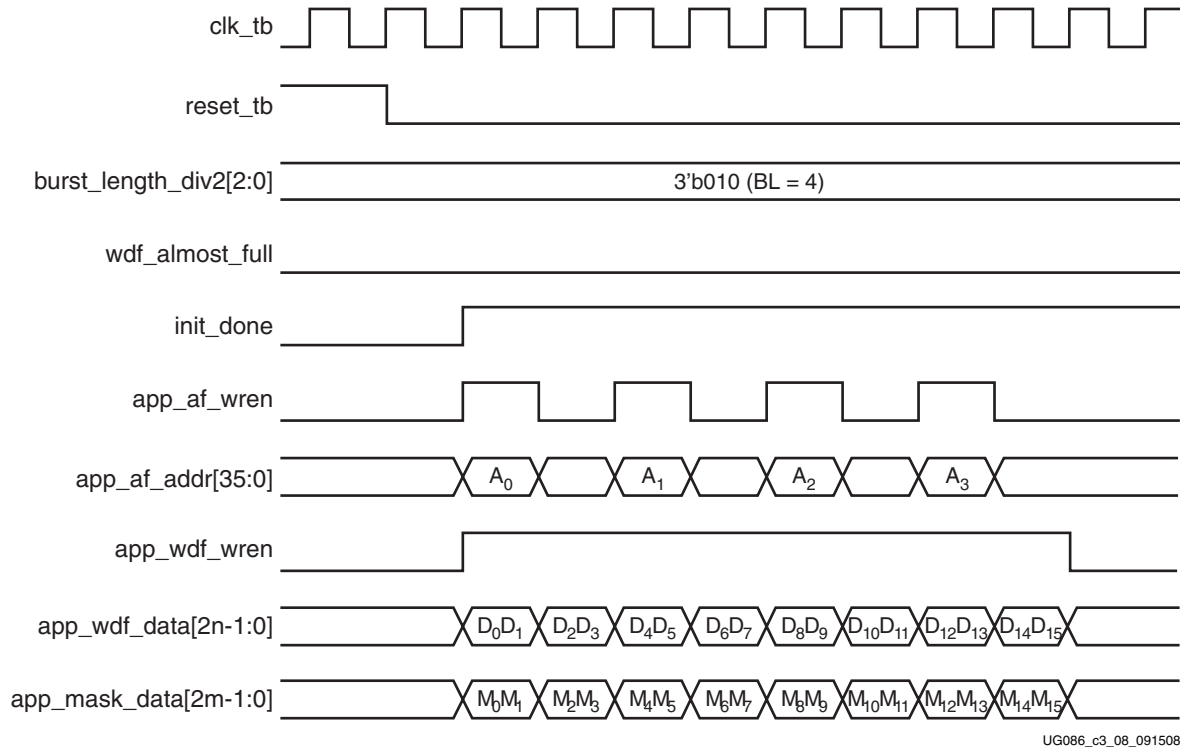 clk_tb
reset_tb
burst_length_div2[2:0]
3'b010 (BL = 4)
wdf_almost_full
init_done
app_af_wren
app_af_addr[35:0]
A0 A1 A2 A3
app_wdf_wren
app_wdf_data[2n-1:0]
D0D1 D2D3 D4D5 D6D7 D8D9 D10D11 D12D13 D14D15
app_mask_data[2m-1:0]
M0M1 M2M3 M4M5 M6M7 M8M9 M10M11 M12M13 M14M15
UG086_c3_08_091508